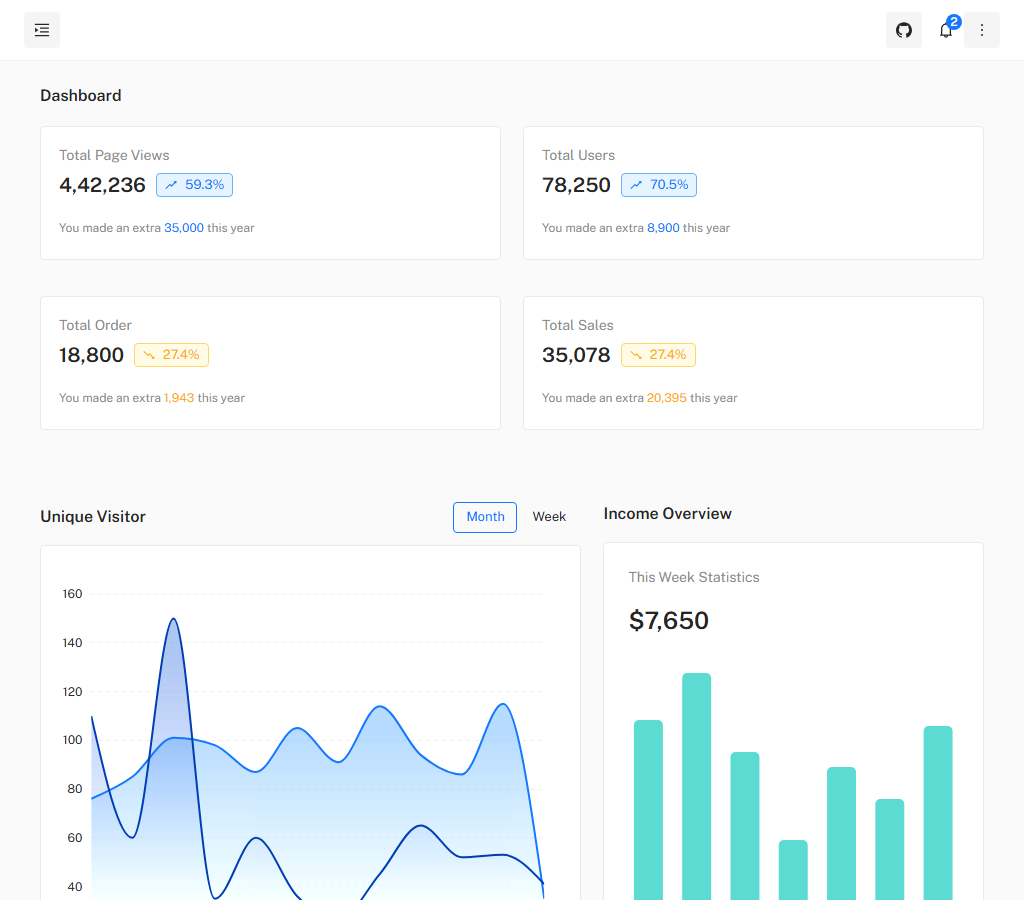 2
Dashboard
Total Page Views
4,42,236 59.3%
You made an extra 35,000 this year
Total Users
78,250 70.5%
You made an extra 8,900 this year
Total Order
18,800 27.4%
You made an extra 1,943 this year
Total Sales
35,078 27.4%
You made an extra 20,395 this year
Unique Visitor
Month Week
160
140
120
100
80
60
40
Income Overview
This Week Statistics
$7,650